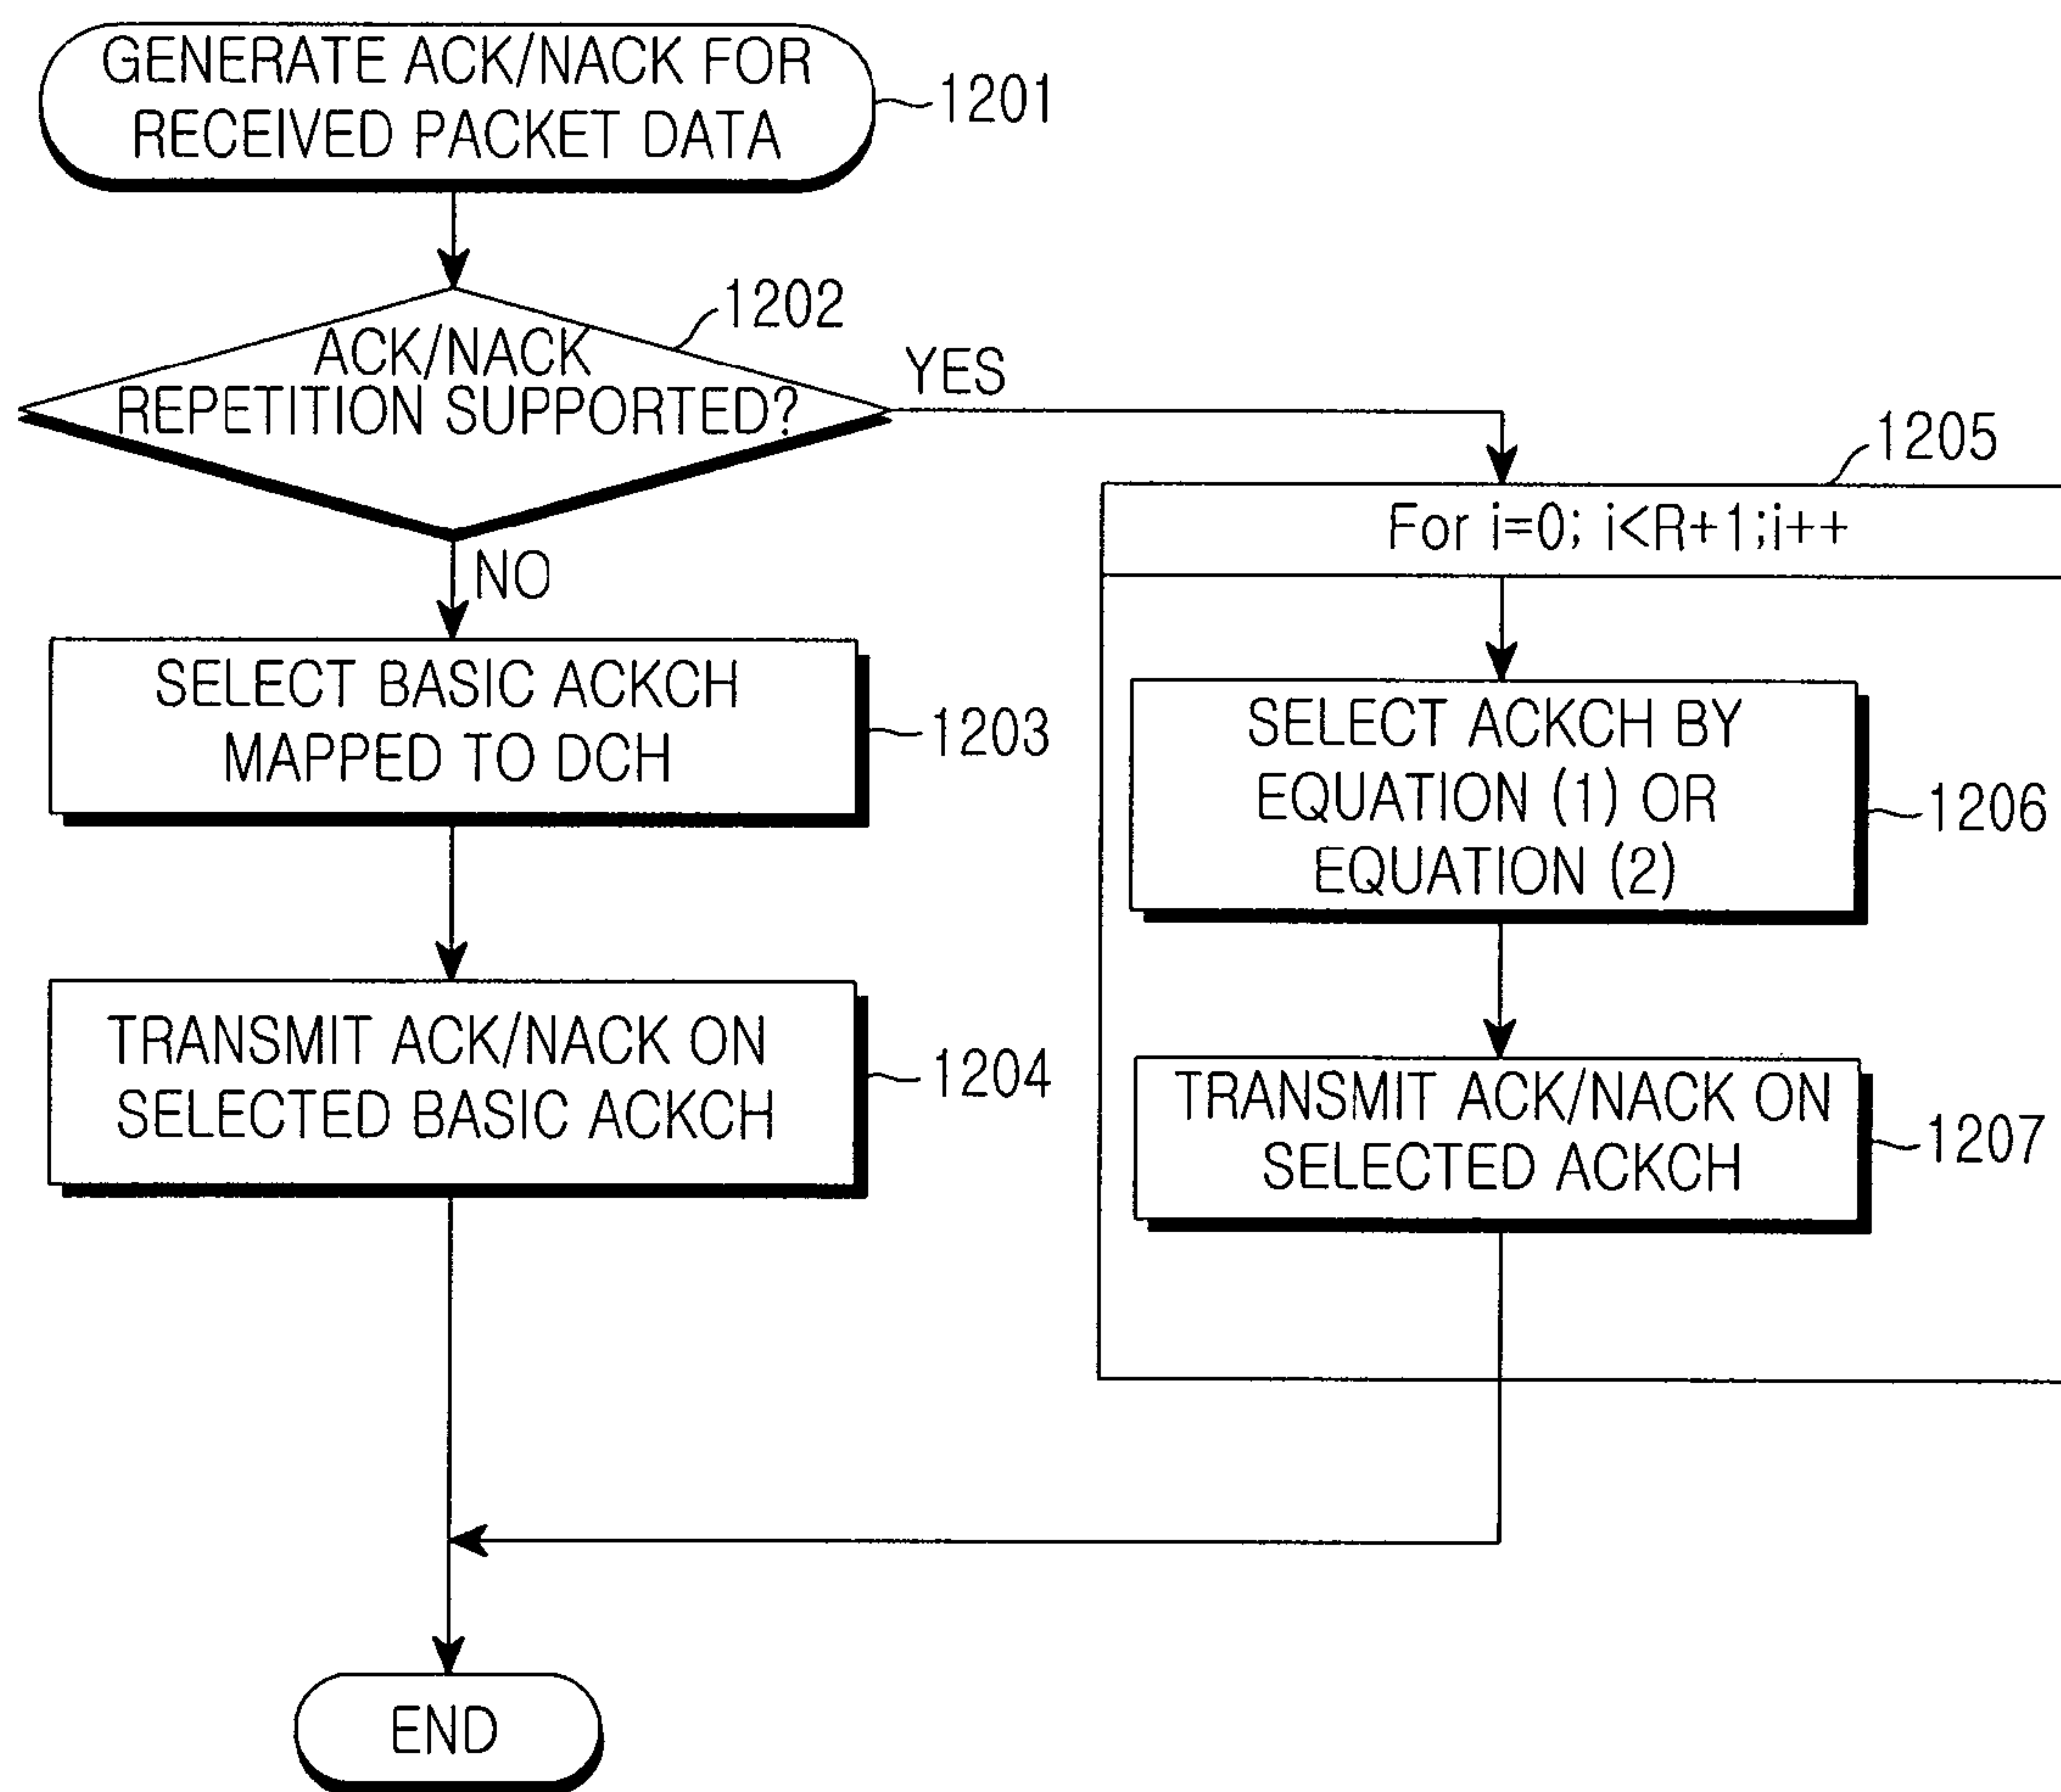 GENERATE ACK/NACK FOR
RECEIVED PACKET DATA
1201
1202
ACK/NACK
REPETITION SUPPORTED?
YES
NO
SELECT BASIC ACKCH
MAPPED TO DCH
1203
TRANSMIT ACK/NACK ON
SELECTED BASIC ACKCH
1204
1205
For i=0; i<R+1;i++
SELECT ACKCH BY
EQUATION (1) OR
EQUATION (2)
1206
TRANSMIT ACK/NACK ON
SELECTED ACKCH
1207
END